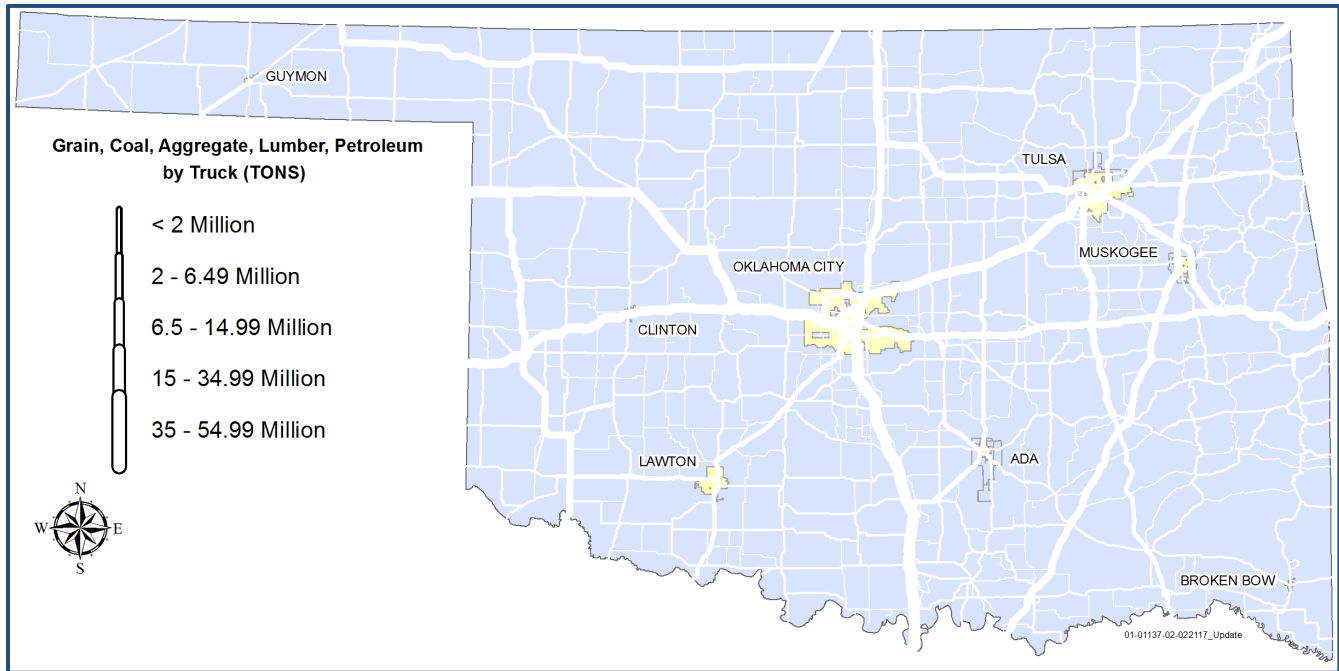 GUYMON
Grain, Coal, Aggregate, Lumber, Petroleum
by Truck (TONS)
< 2 Million
2 - 6.49 Million
6.5 - 14.99 Million
15 - 34.99 Million
35 - 54.99 Million
TULSA
MUSKOGEE
OKLAHOMA CITY
CLINTON
LAWTON
ADA
BROKEN BOW
N
W E
S
01-01137-02-022117_Update